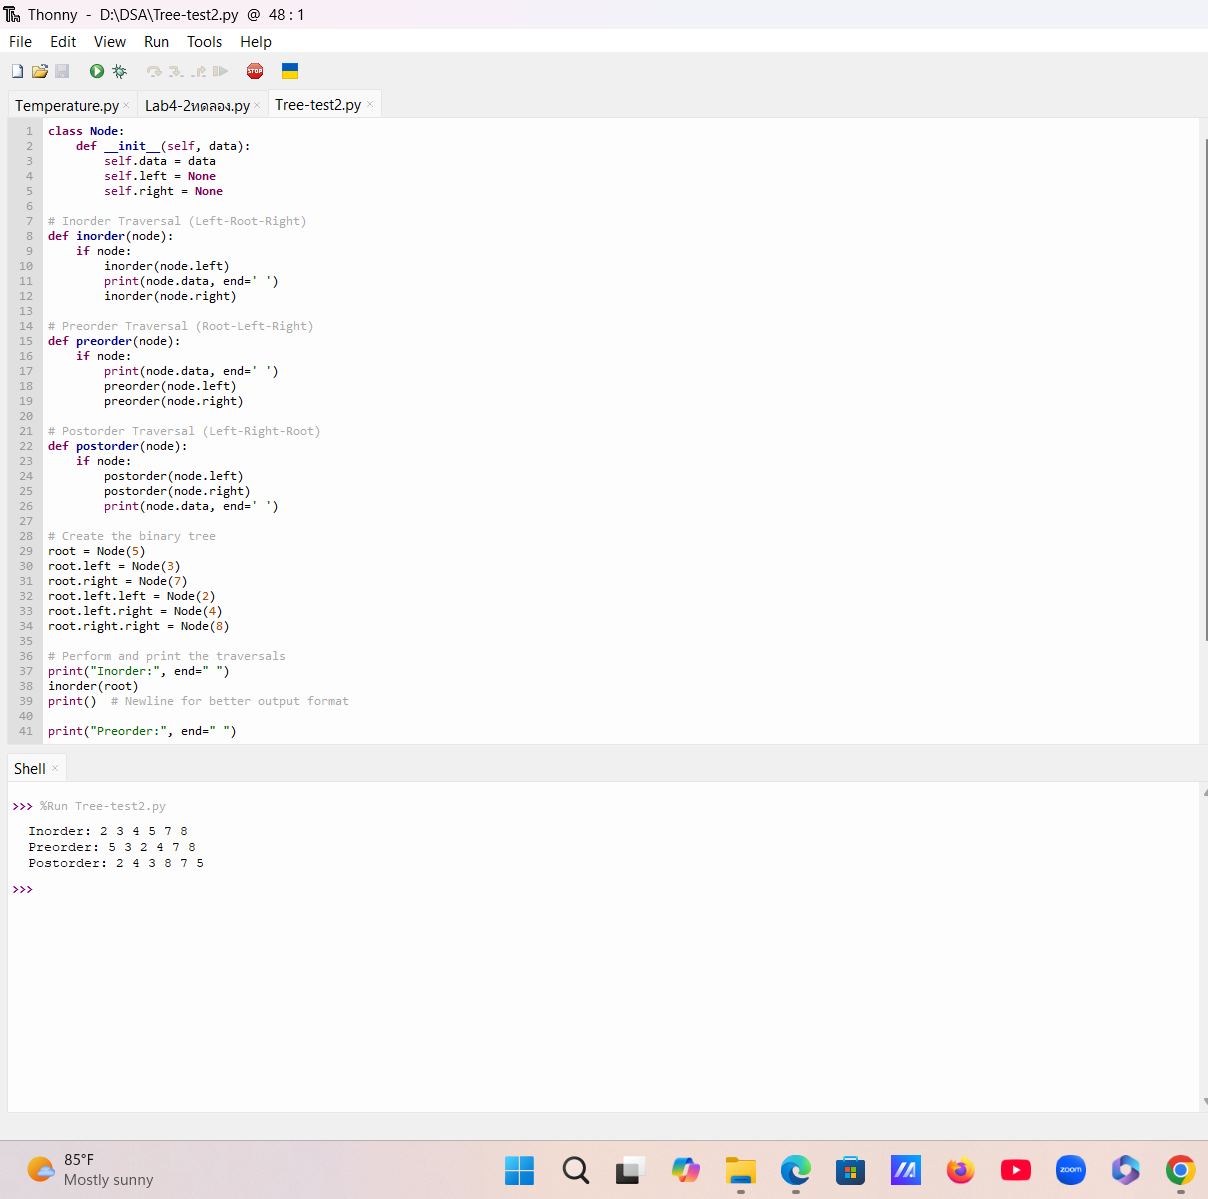 Thonny - D:\DSA\Tree-test2.py @ 48 : 1
File Edit View Run Tools Help
STOP
Temperature.py × Lab4-2ทดลอง.py × Tree-test2.py ×
1 class Node:
2     def __init__(self, data):
3         self.data = data
4         self.left = None
5         self.right = None
6
7 # Inorder Traversal (Left-Root-Right)
8 def inorder(node):
9     if node:
10         inorder(node.left)
11         print(node.data, end=' ')
12         inorder(node.right)
13
14 # Preorder Traversal (Root-Left-Right)
15 def preorder(node):
16     if node:
17         print(node.data, end=' ')
18         preorder(node.left)
19         preorder(node.right)
20
21 # Postorder Traversal (Left-Right-Root)
22 def postorder(node):
23     if node:
24         postorder(node.left)
25         postorder(node.right)
26         print(node.data, end=' ')
27
28 # Create the binary tree
29 root = Node(5)
30 root.left = Node(3)
31 root.right = Node(7)
32 root.left.left = Node(2)
33 root.left.right = Node(4)
34 root.right.right = Node(8)
35
36 # Perform and print the traversals
37 print("Inorder:", end=" ")
38 inorder(root)
39 print()  # Newline for better output format
40
41 print("Preorder:", end=" ")
Shell ×
>>> %Run Tree-test2.py
Inorder: 2 3 4 5 7 8
Preorder: 5 3 2 4 7 8
Postorder: 2 4 3 8 7 5
>>>
85°F
Mostly sunny
zoom